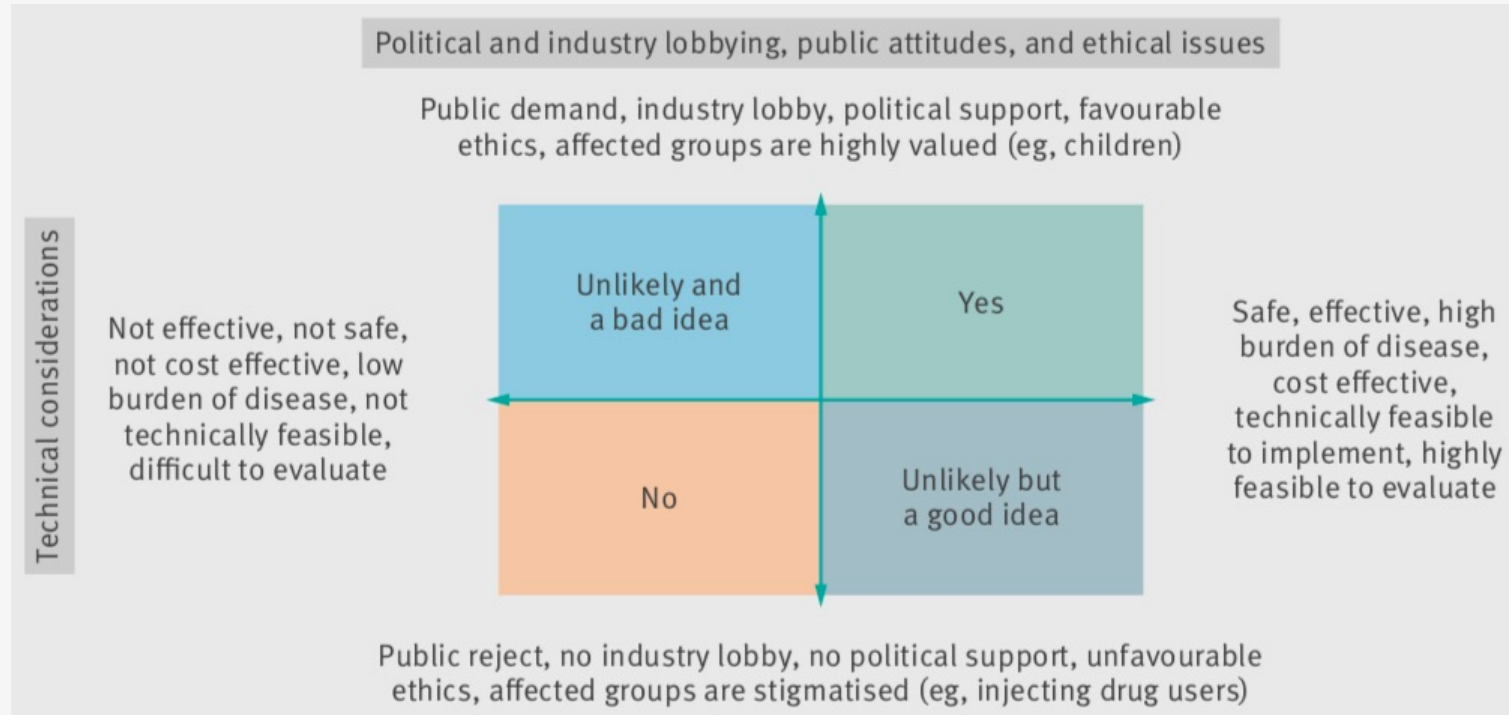 Political and industry lobbying, public attitudes, and ethical issues
Public demand, industry lobby, political support, favourable
ethics, affected groups are highly valued (eg, children)
Technical considerations
Not effective, not safe,
not cost effective, low
burden of disease, not
technically feasible,
difficult to evaluate
Unlikely and
a bad idea
Yes
No
Unlikely but
a good idea
Safe, effective, high
burden of disease,
cost effective,
technically feasible
to implement, highly
feasible to evaluate
Public reject, no industry lobby, no political support, unfavourable
ethics, affected groups are stigmatised (eg, injecting drug users)